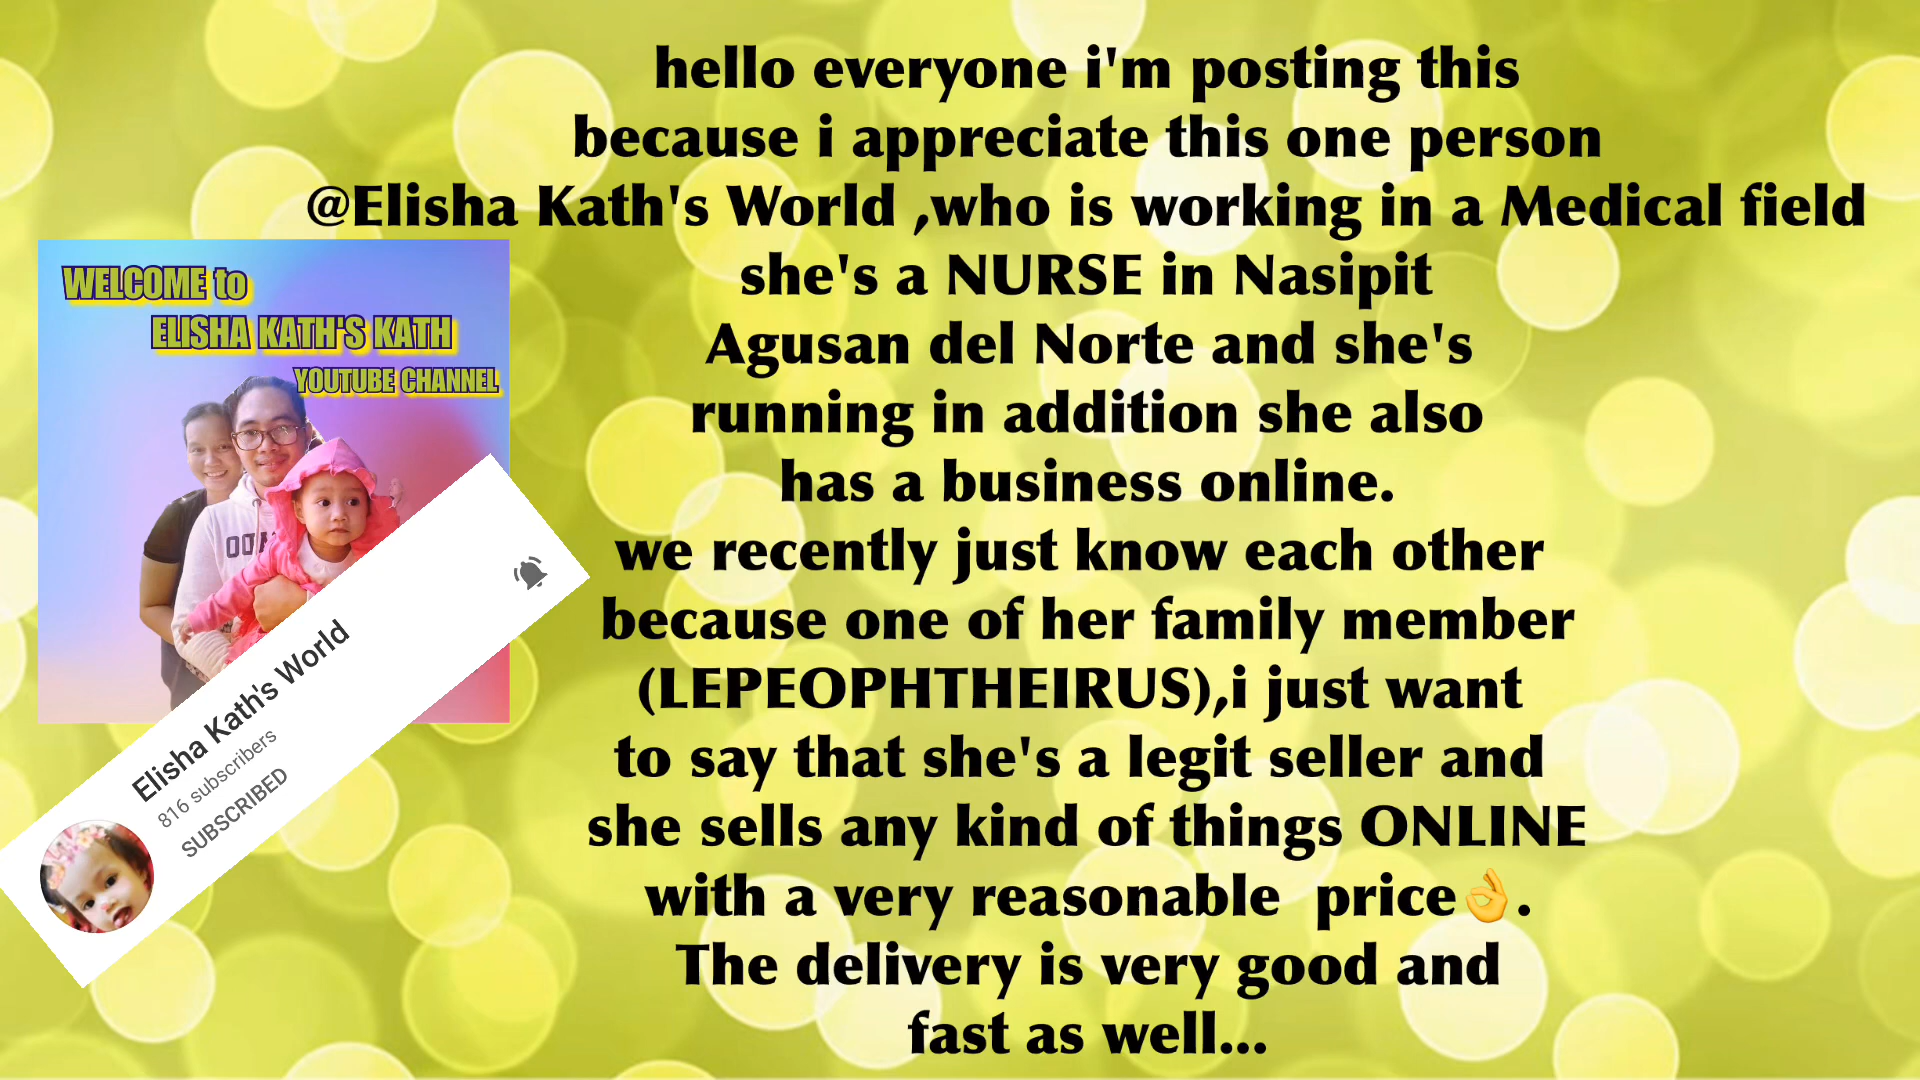 hello everyone i'm posting this
because i appreciate this one person
@Elisha Kath's World ,who is working in a Medical field
she's a NURSE in Nasipit
Agusan del Norte and she's
running in addition she also
has a business online.
we recently just know each other
because one of her family member
(LEPEOPHTHEIRUS),i just want
to say that she's a legit seller and
she sells any kind of things ONLINE
with a very reasonable  price👌.
The delivery is very good and
fast as well...
WELCOME to
ELISHA KATH'S KATH
YOUTUBE CHANNEL
Elisha Kath's World
816 subscribers
SUBSCRIBED